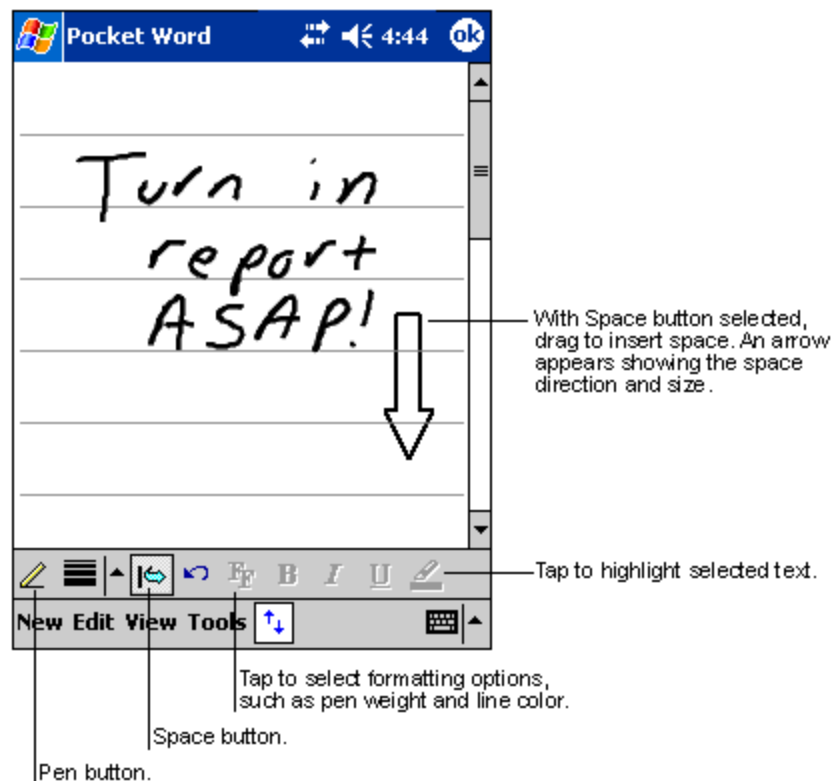 Pocket Word 4:44 ok
Turn in
report
ASAP!
With Space button selected,
drag to insert space. An arrow
appears showing the space
direction and size.
FF B I U
Tap to highlight selected text.
New Edit View Tools
Tap to select formatting options,
such as pen weight and line color.
Space button.
Pen button.